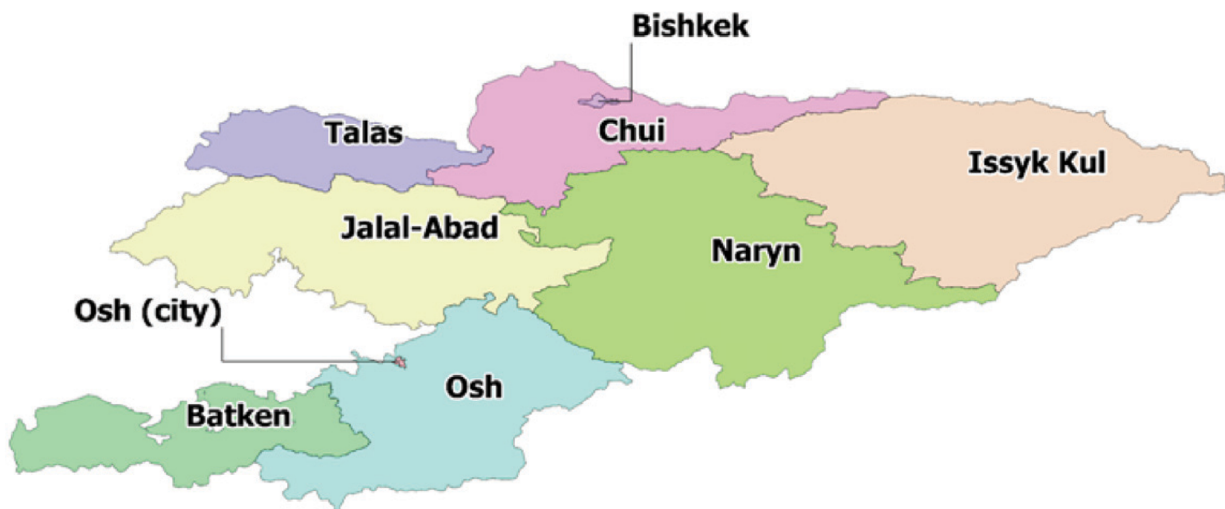 Bishkek
Talas
Chui
Issyk Kul
Jalal-Abad
Naryn
Osh (city)
Osh
Batken